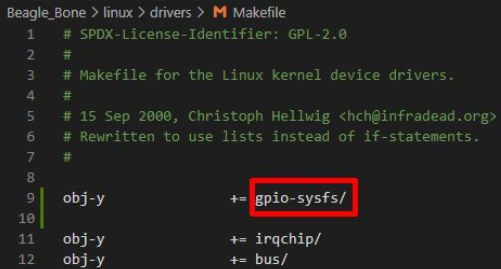 Beagle_Bone > linux > drivers > M Makefile
1 # SPDX-License-Identifier: GPL-2.0
2 #
3 # Makefile for the Linux kernel device drivers.
4 #
5 # 15 Sep 2000, Christoph Hellwig <hch@infradead.org>
6 # Rewritten to use lists instead of if-statements.
7 #
8
9 obj-y += gpio-sysfs/
10
11 obj-y += irqchip/
12 obj-y += bus/